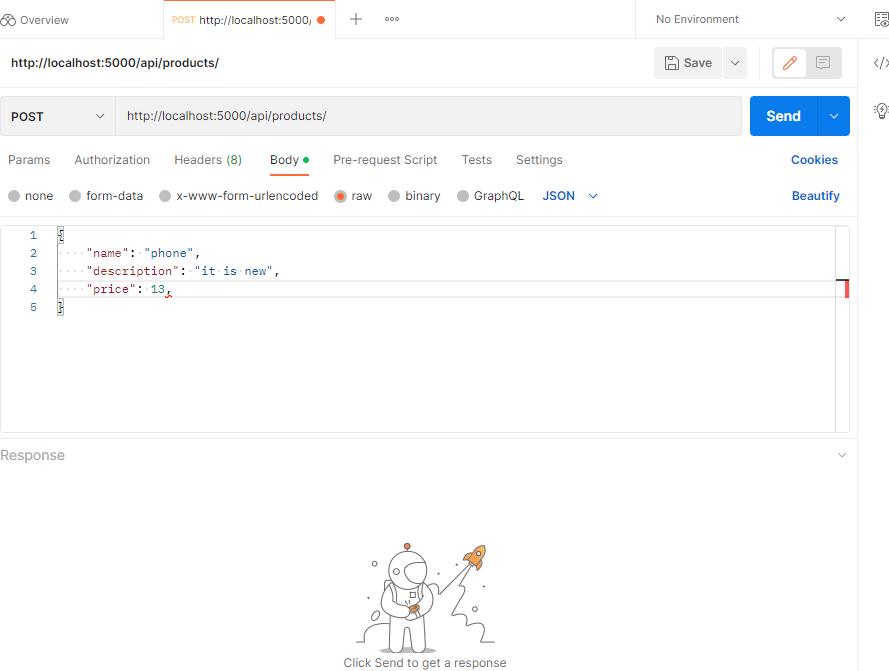 Overview
POST http://localhost:5000/
No Environment
http://localhost:5000/api/products/
Save
POST
http://localhost:5000/api/products/
Send
Params Authorization Headers (8) Body Pre-request Script Tests Settings Cookies
none form-data x-www-form-urlencoded raw binary GraphQL JSON Beautify
1 {
2 "name": "phone",
3 "description": "it is new",
4 "price": 13,
5 }
Response
Click Send to get a response